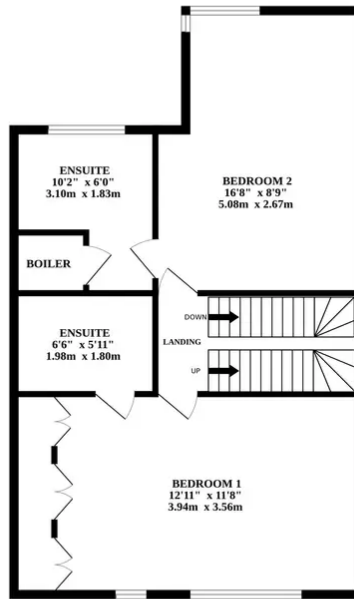 ENSUITE
10'2" x 6'0"
3.10m x 1.83m
BEDROOM 2
16'8" x 8'9"
5.08m x 2.67m
BOILER
ENSUITE
6'6" x 5'11"
1.98m x 1.80m
DOWN
LANDING
UP
BEDROOM 1
12'11" x 11'8"
3.94m x 3.56m